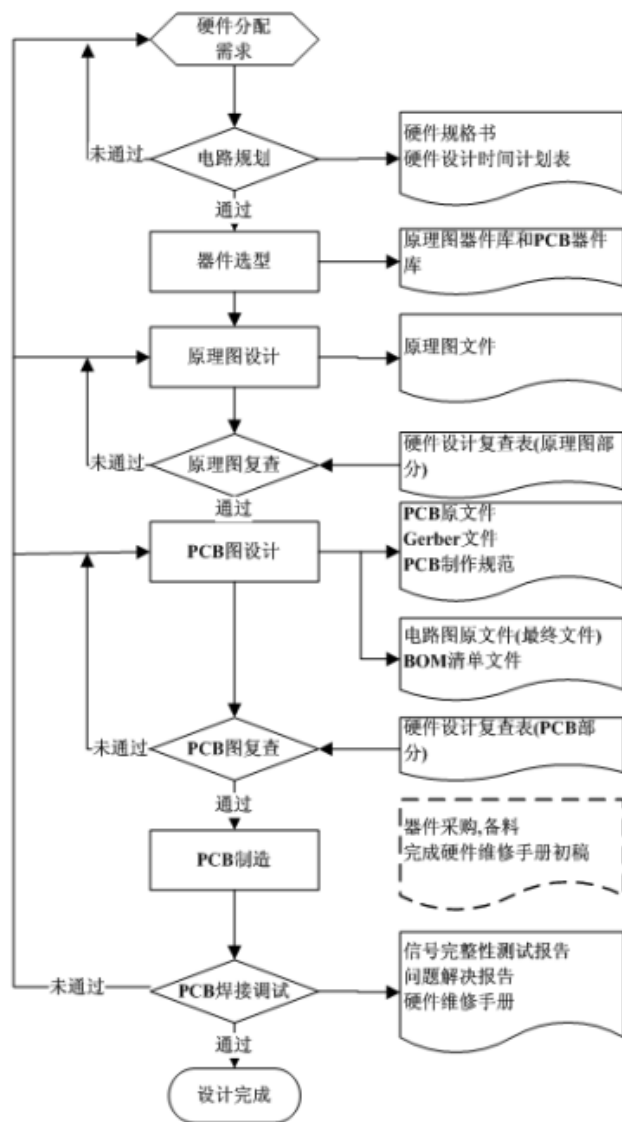 硬件分配
需求
未通过
电路规划
硬件规格书
硬件设计时间计划表
通过
器件选型
原理图器件库和PCB器件
库
原理图设计
原理图文件
未通过
原理图复查
硬件设计复查表(原理图部
分)
通过
PCB图设计
PCB原文件
Gerber文件
PCB制作规范
电路图原文件(最终文件)
BOM清单文件
未通过
PCB图复查
硬件设计复查表(PCB部
分)
通过
PCB制造
器件采购,备料
完成硬件维修手册初稿
未通过
PCB焊接调试
信号完整性测试报告
问题解决报告
硬件维修手册
通过
设计完成